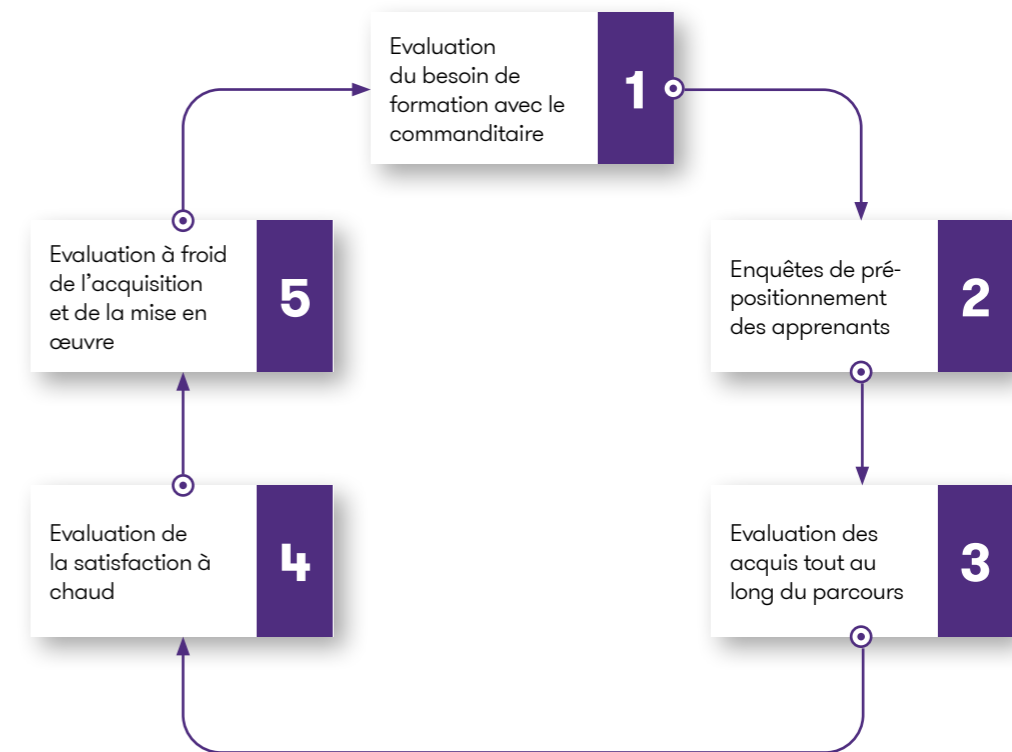 Evaluation
du besoin de
formation avec le
commanditaire
1
Enquêtes de pré-
positionnement
des apprenants
2
Evaluation des
acquis tout au
long du parcours
3
Evaluation de
la satisfaction à
chaud
4
Evaluation à froid
de l'acquisition
et de la mise en
œuvre
5